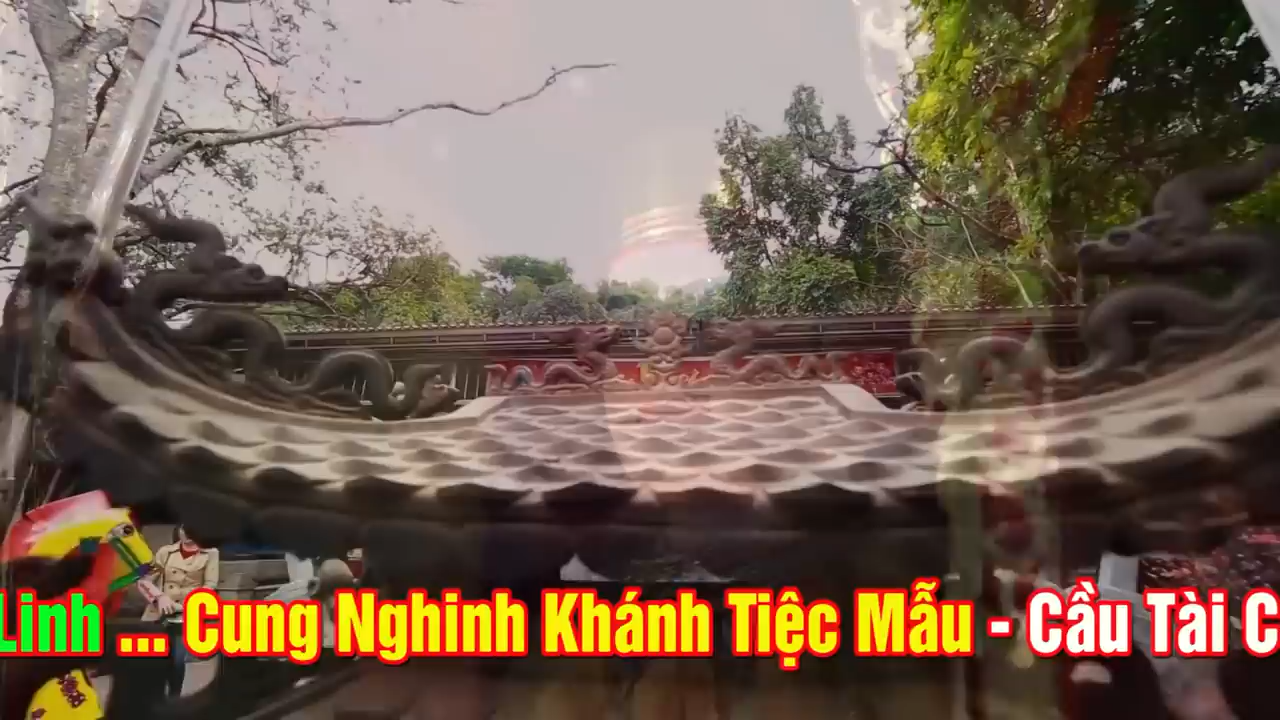 Linh ... Cung Nghinh Khánh Tiệc Mẫu - Cầu Tài C